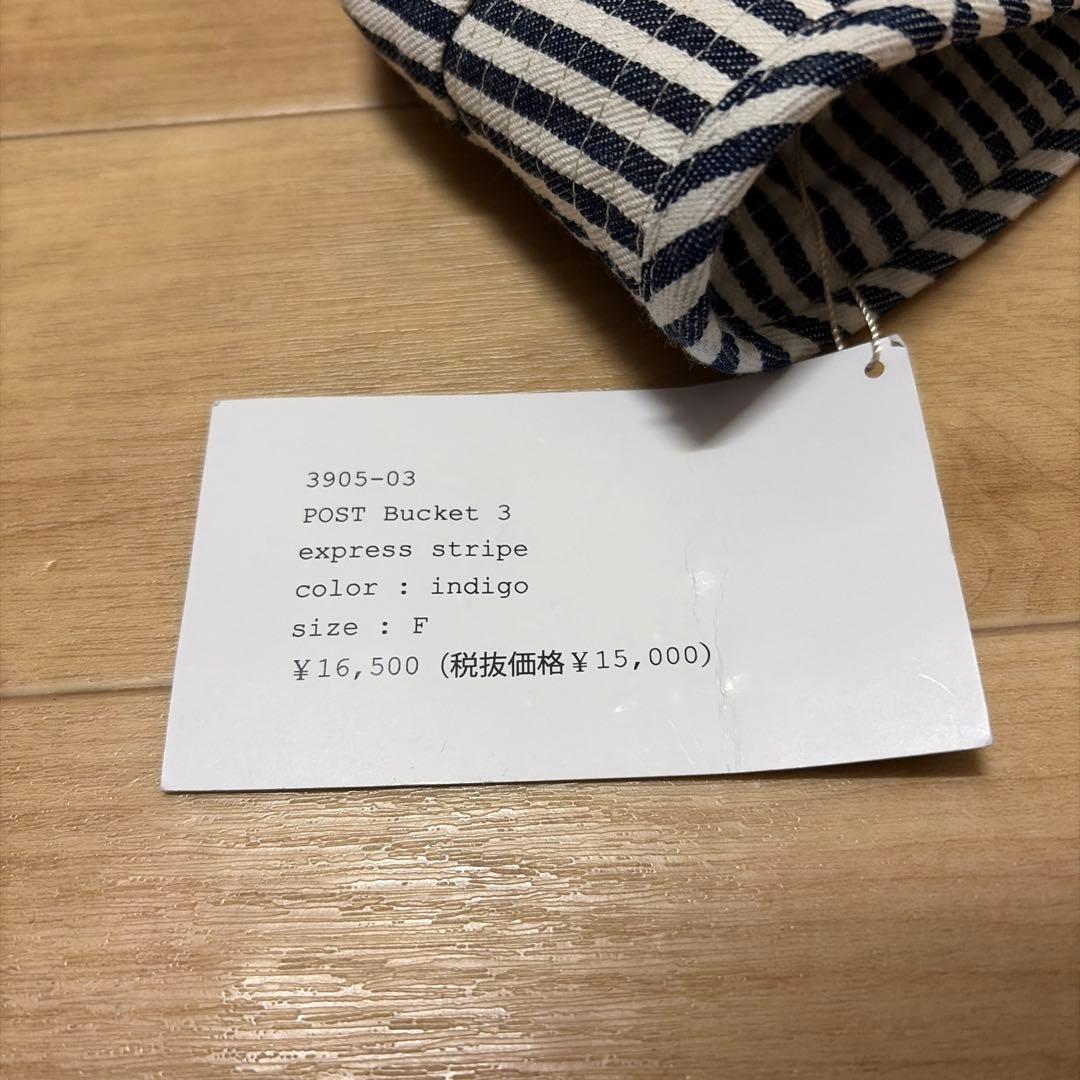 3905-03
POST Bucket 3
express stripe
color : indigo
size : F
¥16,500 (税抜価格¥15,000)